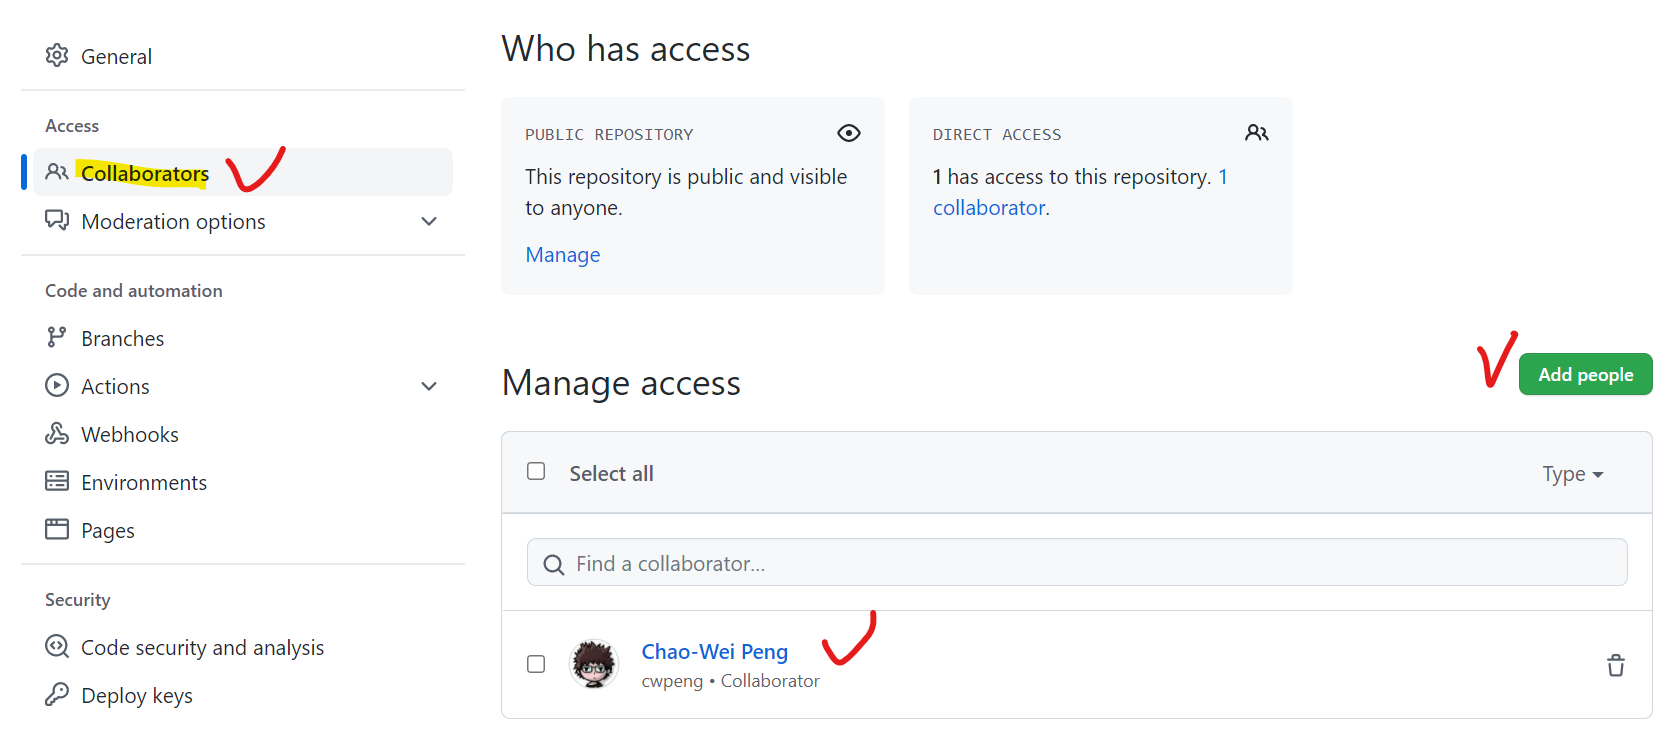 General
Access
Collaborators
Moderation options
Code and automation
Branches
Actions
Webhooks
Environments
Pages
Security
Code security and analysis
Deploy keys
Who has access
PUBLIC REPOSITORY
This repository is public and visible
to anyone.
Manage
DIRECT ACCESS
1 has access to this repository. 1
collaborator.
Manage access
Add people
Select all
Type
Find a collaborator...
Chao-Wei Peng
cwpeng • Collaborator